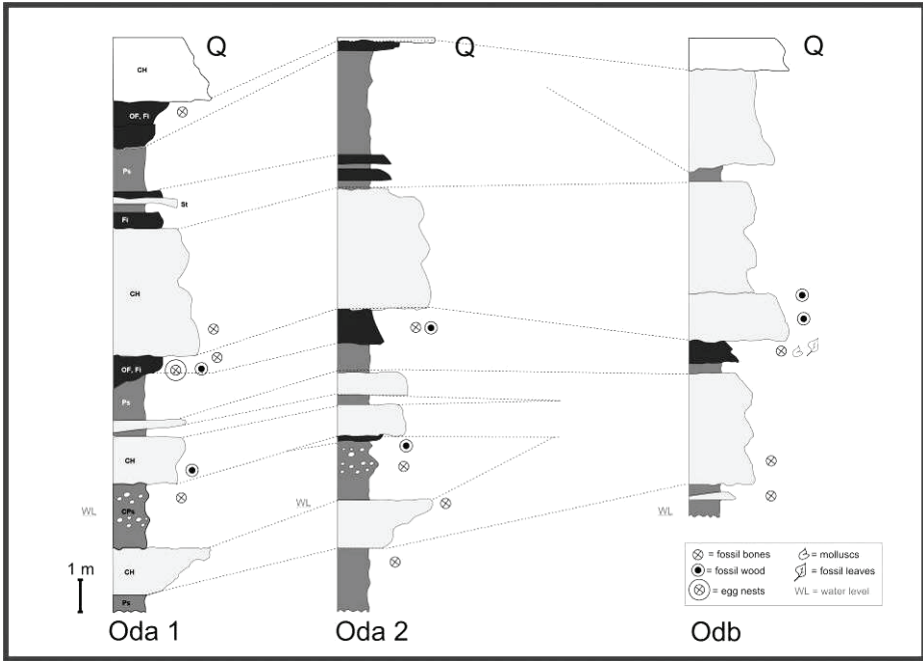 Q
Q
Q
CH
OF, Fi
Ps
St
Fi
CH
OF, Fi
Ps
CH
CPs
WL
WL
WL
CH
Ps
1 m
= fossil bones
= molluscs
= fossil wood
= fossil leaves
= egg nests
WL = water level
Oda 1
Oda 2
Odb